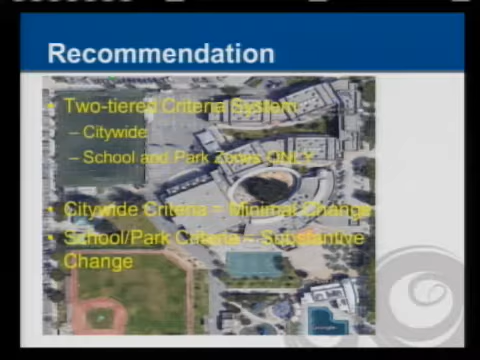 Recommendation
• Two-tiered Criteria System
– Citywide
– School and Park Zones ONLY
• Citywide Criteria = Minimal Change
• School/Park Criteria = Substantive
Change